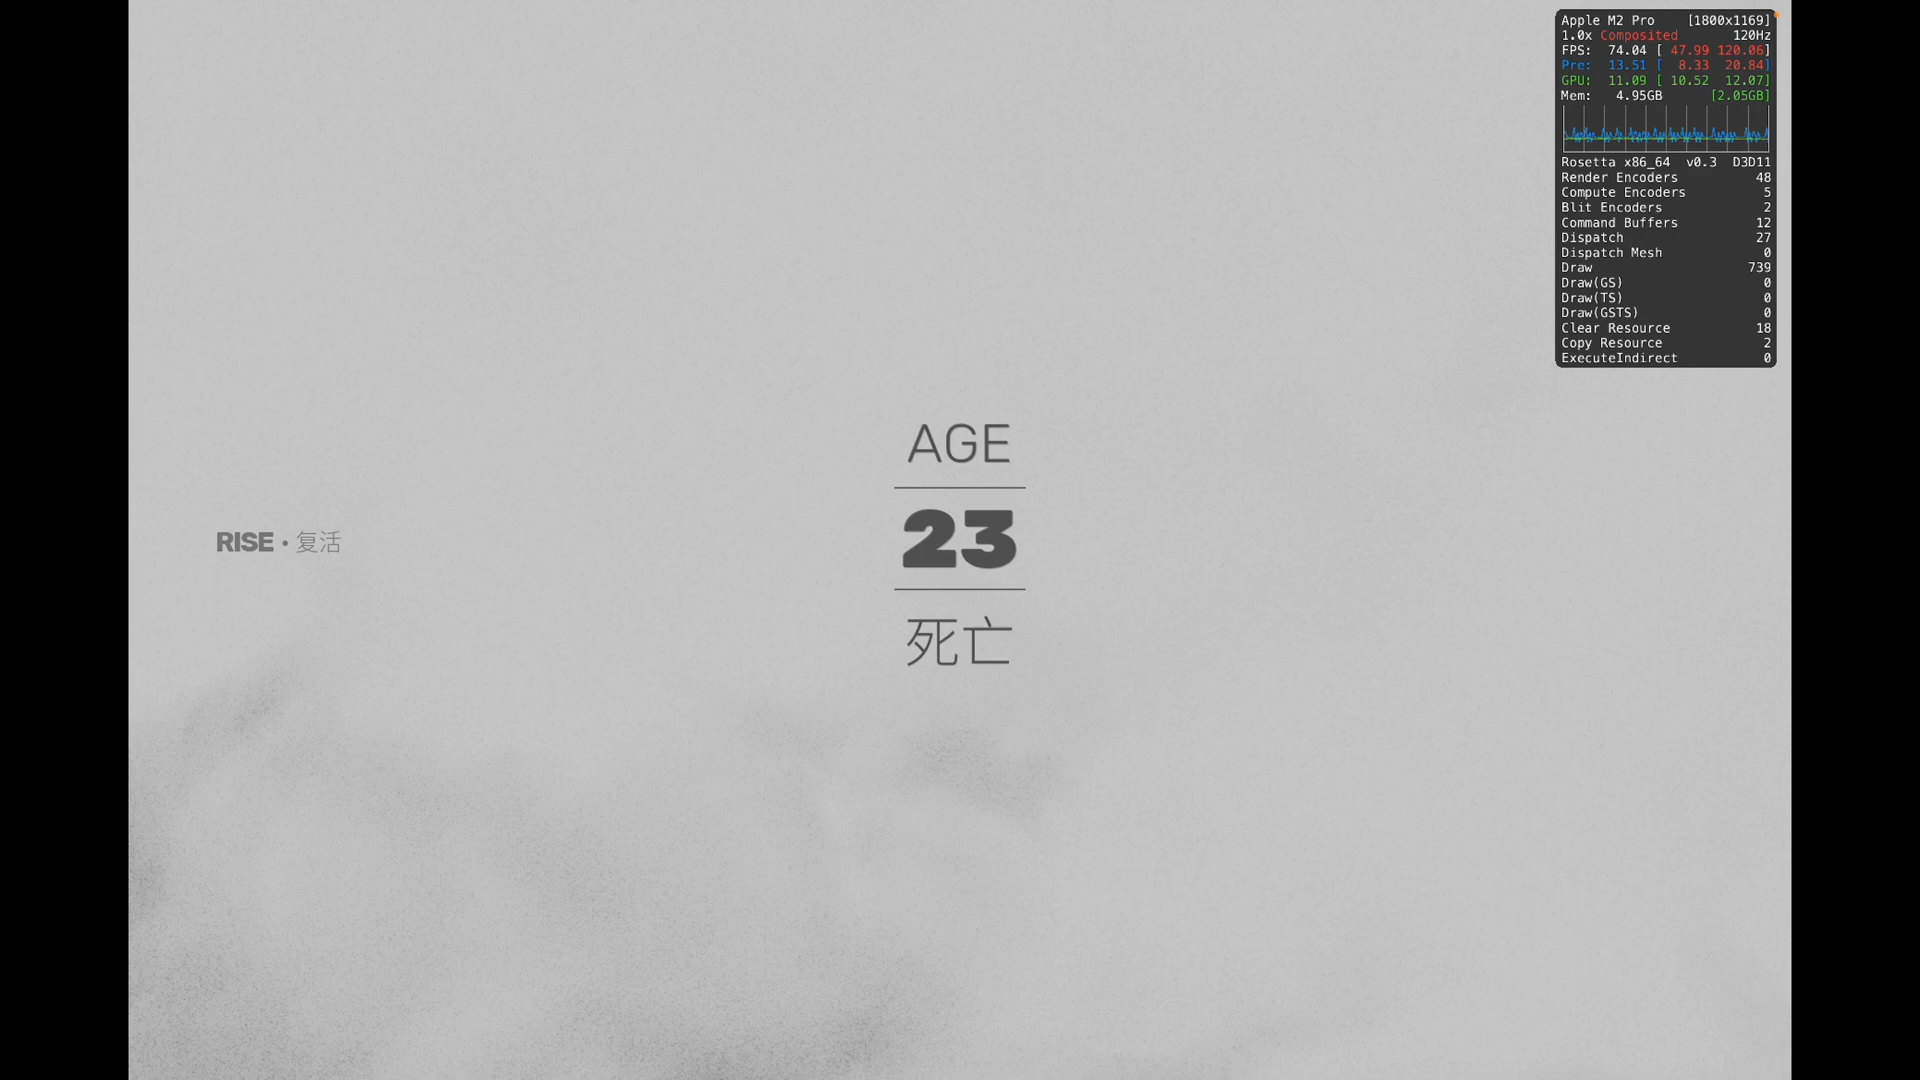 Apple M2 Pro [1800x1169]
1.0x Composited 120Hz
FPS: 74.04 [ 47.99 120.06]
Pre: 13.51 [ 8.33 20.84]
GPU: 11.09 [ 10.52 12.07]
Mem: 4.95GB [2.05GB]
Rosetta x86_64 v0.3 D3D11
Render Encoders 48
Compute Encoders 5
Blit Encoders 2
Command Buffers 12
Dispatch 27
Dispatch Mesh 0
Draw 739
Draw(GS) 0
Draw(TS) 0
Draw(GSTS) 0
Clear Resource 18
Copy Resource 2
ExecuteIndirect 0
AGE
23
死亡
RISE • 复活